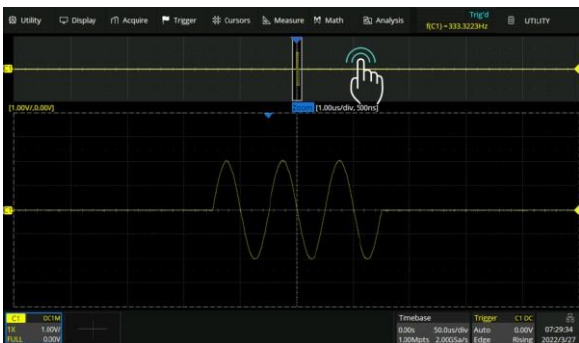 Utility Display Acquire Trigger Cursors Measure Math Analysis
Trig'd
f(C1) = 333.3223Hz
UTILITY
C1
[1.00V/,0.00V]
Zoom [1.00us/div, 500ns]
C1
C1 DC1M
1X 1.00V/
FULL 0.00V
Timebase
0.00s 50.0us/div
1.00Mpts 2.00GSa/s
Trigger C1 DC
Auto 0.00V
Edge Rising
07:29:34
2022/3/27